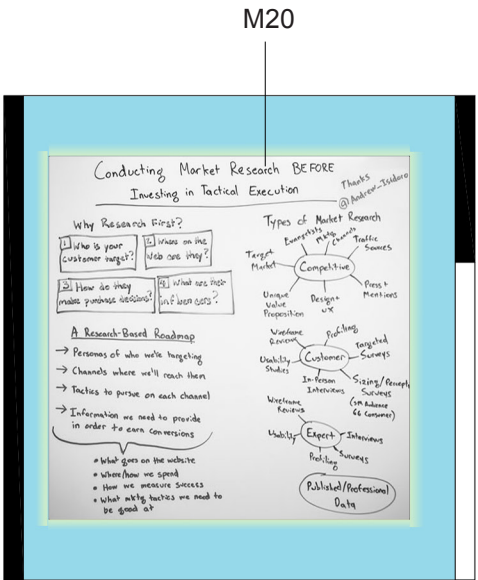 M20
Conducting Market Research BEFORE
Investing in Tactical Execution
Thanks
@Andrew_Isidoro
Why Research First?
1. Who is your
customer target?
2. Where on the
web are they?
3. How do they
make purchase decisions?
4. What are their
influencers?
A Research-Based Roadmap
→ Personas of who we're targeting
→ Channels where we'll reach them
→ Tactics to pursue on each channel
→ Information we need to provide
in order to earn conversions
• What goes on the website
• Where/how we spend
• How we measure success
• What mktg tactics we need to
be good at
Types of Market Research
Competitive
Target
Market
Evangelists
Mktg
Channels
Traffic
Sources
Press +
Mentions
Design +
UX
Unique
Value
Proposition
Customer
Wireframe
Reviews
Profiling
Targeted
Surveys
Usability
Studies
In-Person
Interviews
Sizing/
Surveys
(SM Audience
Expert
Wireframe
Reviews
Usability
Interviews
Profiling
Surveys
Published/Professional
Data